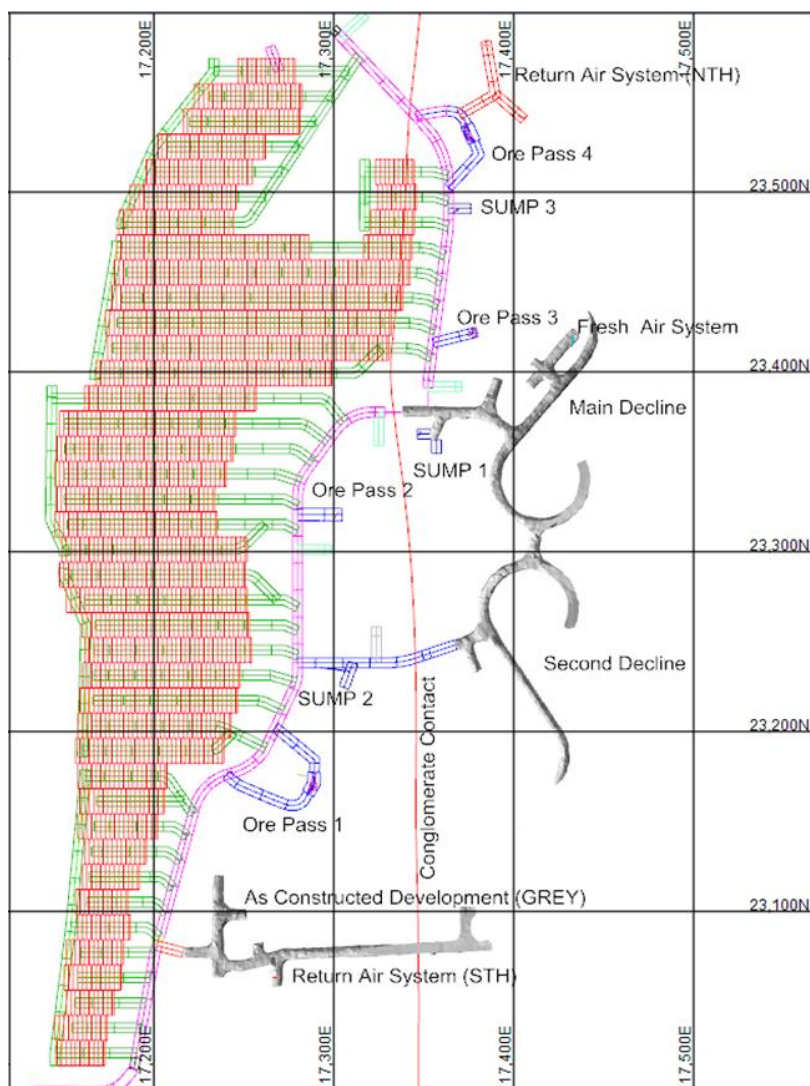 17,200E
17,300E
17,400E
17,500E
Return Air System (NTH)
Ore Pass 4
23,500N
SUMP 3
Ore Pass 3
Fresh Air System
23,400N
Main Decline
SUMP 1
Ore Pass 2
23,300N
Second Decline
SUMP 2
23,200N
Conglomerate Contact
Ore Pass 1
As Constructed Development (GREY)
23,100N
Return Air System (STH)
17,200E
17,300E
17,400E
17,500E